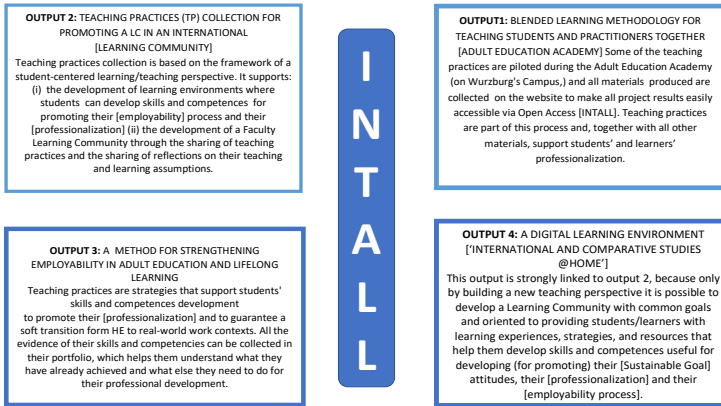 OUTPUT 2: TEACHING PRACTICES (TP) COLLECTION FOR
PROMOTING A LC IN AN INTERNATIONAL
[LEARNING COMMUNITY]
Teaching practices collection is based on the framework of a
student-centered learning/teaching perspective. It supports:
(i) the development of learning environments where
students can develop skills and competences for
promoting their [employability] process and their
[professionalization] (ii) the development of a Faculty
Learning Community through the sharing of teaching
practices and the sharing of reflections on their teaching
and learning assumptions.
OUTPUT 3: A METHOD FOR STRENGTHENING
EMPLOYABILITY IN ADULT EDUCATION AND LIFELONG
LEARNING
Teaching practices are strategies that support students'
skills and competences development
to promote their [professionalization] and to guarantee a
soft transition form HE to real-world work contexts. All the
evidence of their skills and competencies can be collected in
their portfolio, which helps them understand what they
have already achieved and what else they need to do for
their professional development.
I
N
T
A
L
L
OUTPUT1: BLENDED LEARNING METHODOLOGY FOR
TEACHING STUDENTS AND PRACTITIONERS TOGETHER
[ADULT EDUCATION ACADEMY] Some of the teaching
practices are piloted during the Adult Education Academy
(on Wurzburg's Campus,) and all materials produced are
collected on the website to make all project results easily
accessible via Open Access [INTALL]. Teaching practices
are part of this process and, together with all other
materials, support students' and learners'
professionalization.
OUTPUT 4: A DIGITAL LEARNING ENVIRONMENT
['INTERNATIONAL AND COMPARATIVE STUDIES
@HOME']
This output is strongly linked to output 2, because only
by building a new teaching perspective it is possible to
develop a Learning Community with common goals
and oriented to providing students/learners with
learning experiences, strategies, and resources that
help them develop skills and competences useful for
developing (for promoting) their [Sustainable Goal]
attitudes, their [professionalization] and their
[employability process].